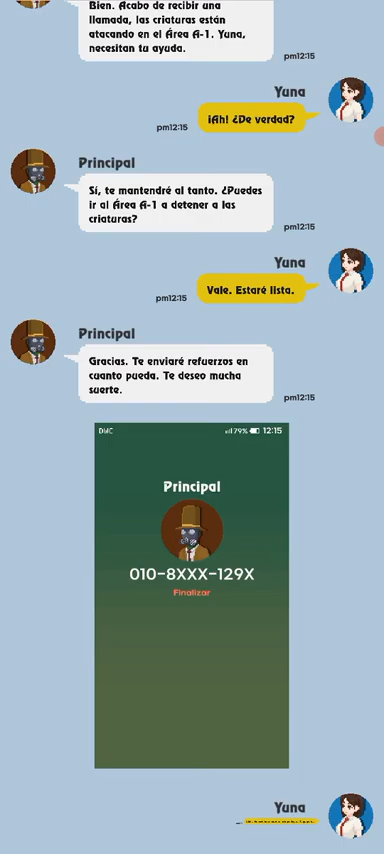 Bien. Acabo de recibir una
llamada, las criaturas están
atacando en el Área A-1. Yuna,
necesitan tu ayuda.
pm12:15
Yuna
¡Ah! ¿De verdad?
pm12:15
Principal
Sí, te mantendré al tanto. ¿Puedes
ir al Área A-1 a detener a las
criaturas?
pm12:15
Yuna
Vale. Estaré lista.
pm12:15
Principal
Gracias. Te enviaré refuerzos en
cuanto pueda. Te deseo mucha
suerte.
pm12:15
DMC
79% 12:15
Principal
010-8XXX-129X
Finalizar
Yuna